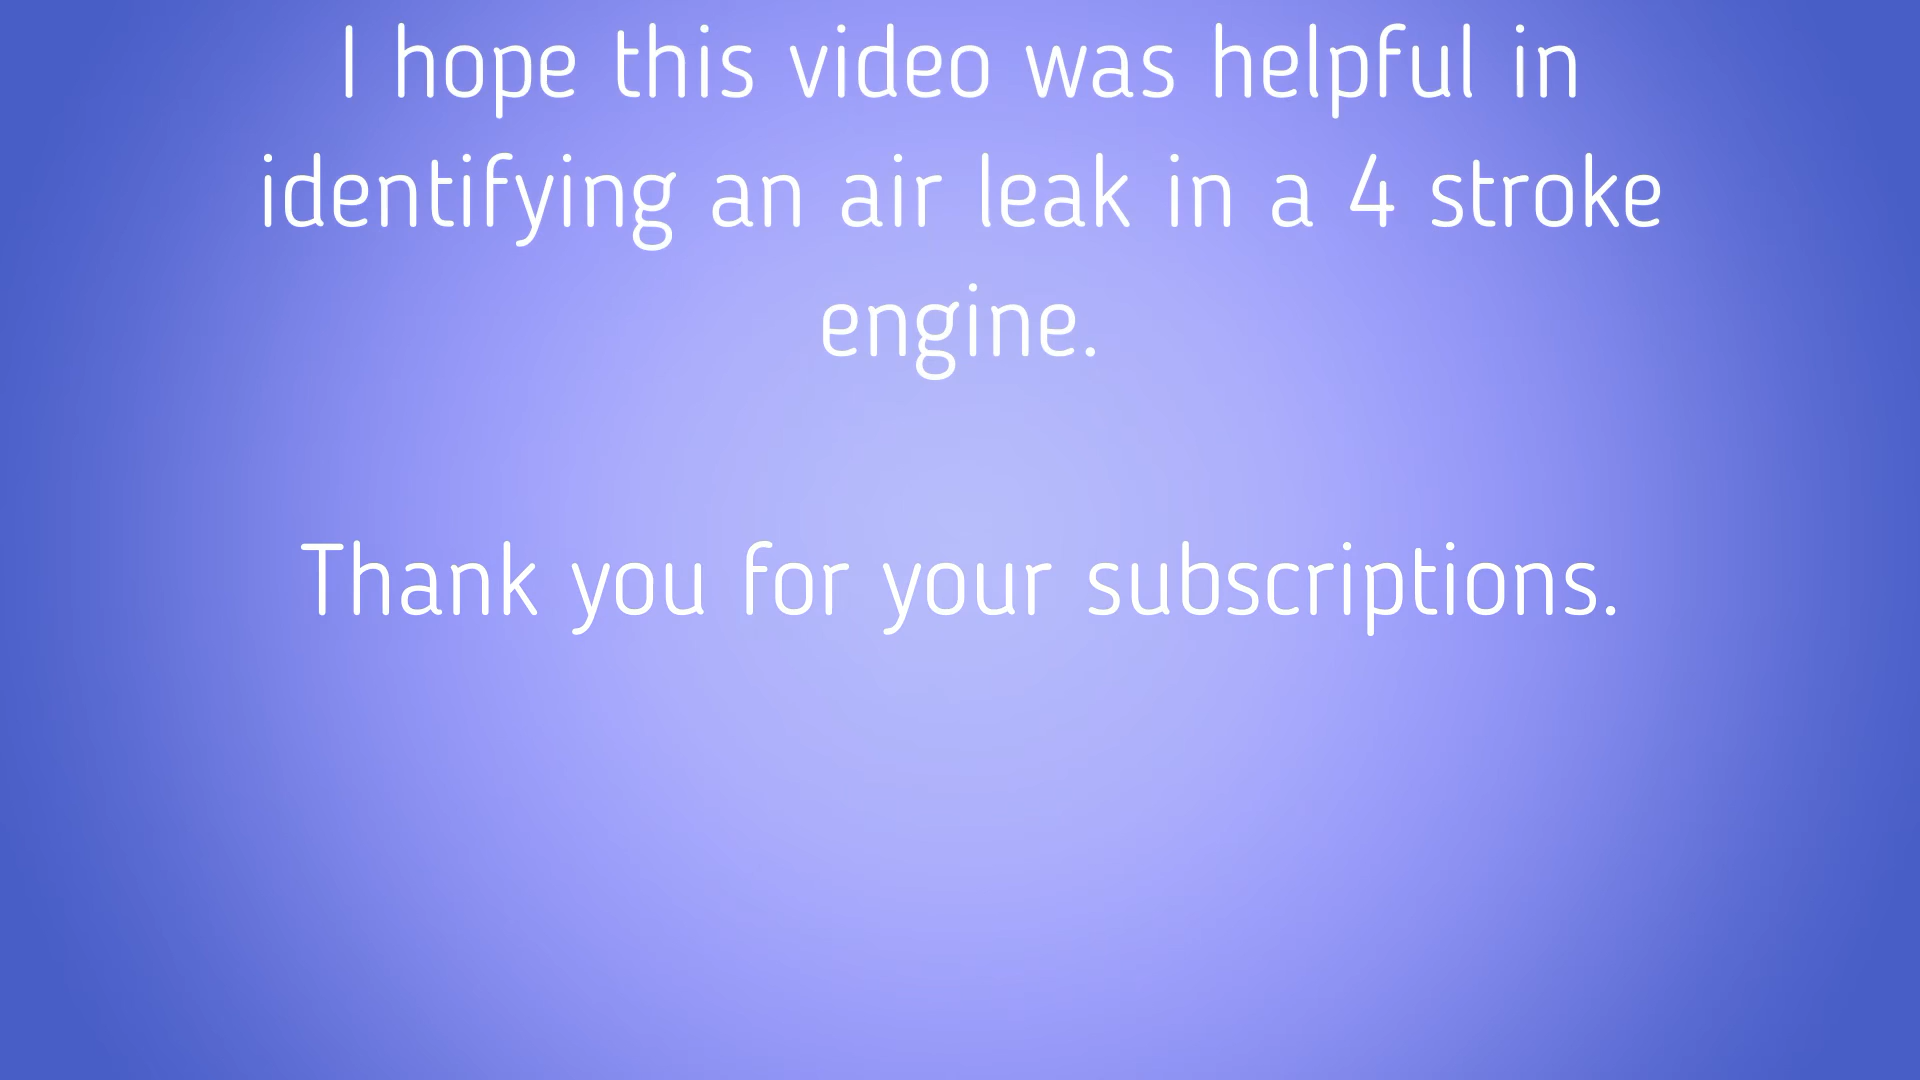 I hope this video was helpful in
identifying an air leak in a 4 stroke
engine.
Thank you for your subscriptions.